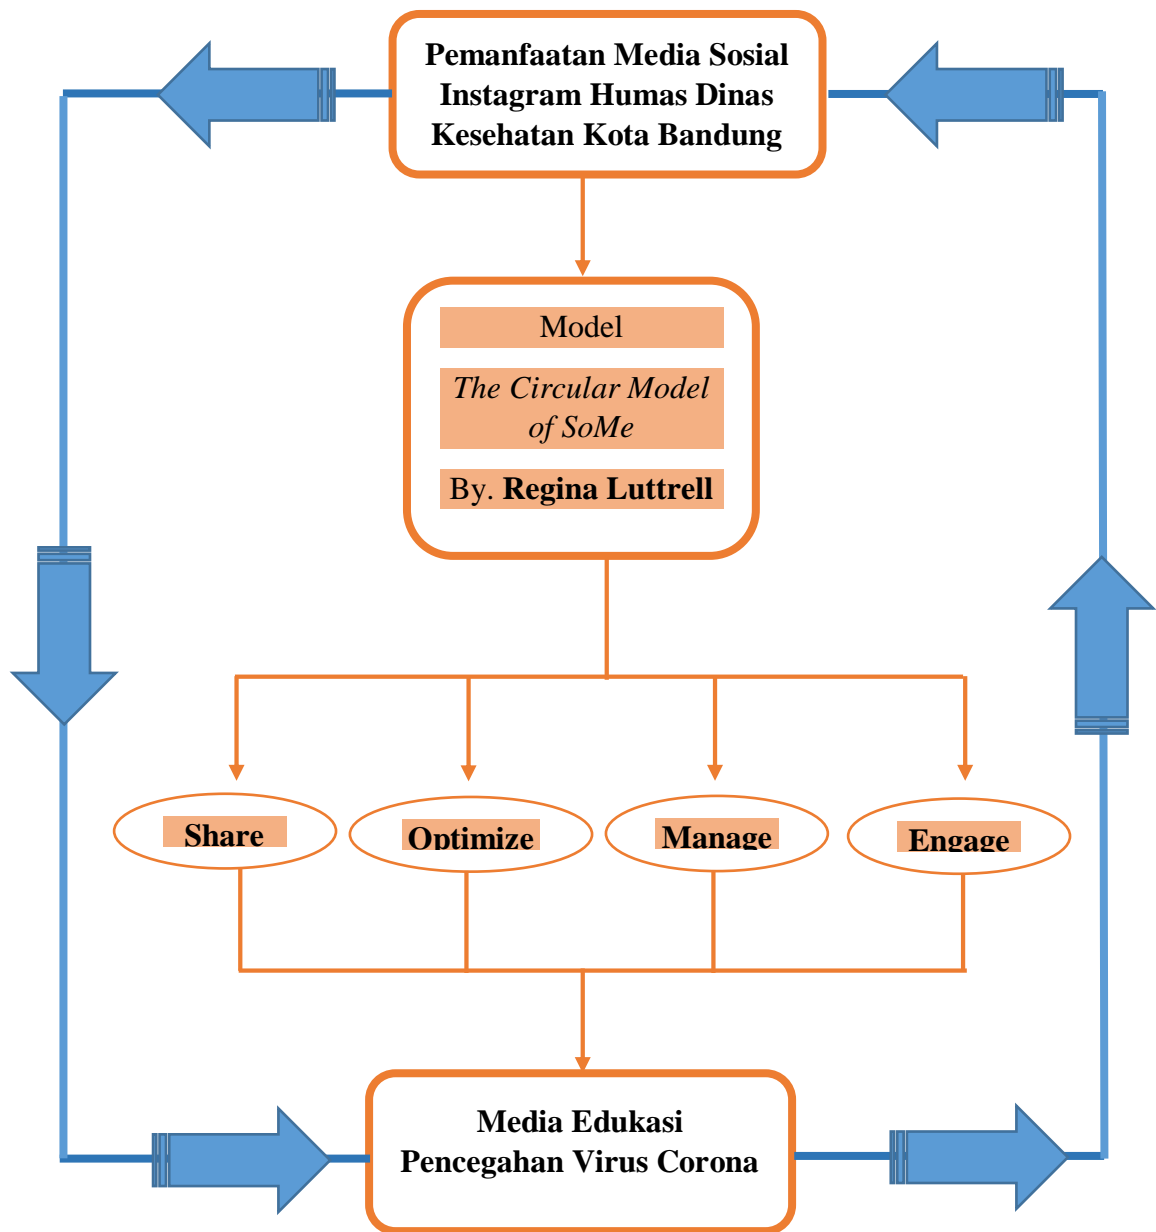 Pemanfaatan Media Sosial
Instagram Humas Dinas
Kesehatan Kota Bandung
Model
The Circular Model
of SoMe
By. Regina Luttrell
Share
Optimize
Manage
Engage
Media Edukasi
Pencegahan Virus Corona